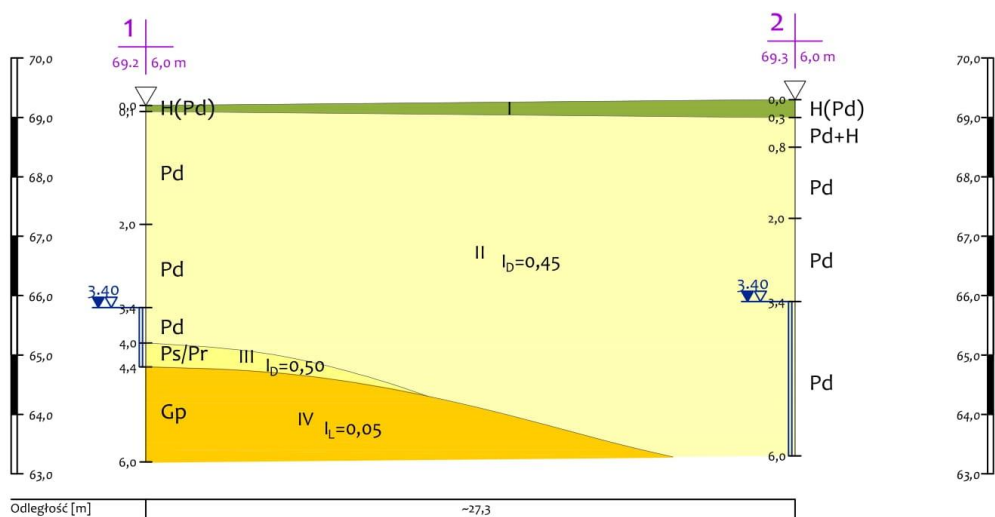 1
69.2 6,0 m
2
69.3 6,0 m
70,0
69,0
68,0
67,0
66,0
65,0
64,0
63,0
0,1
2,0
3.40
3,4
4,0
4,4
6,0
H(Pd)
Pd
Pd
Pd
Ps/Pr
Gp
I
II I_D=0,45
III I_D=0,50
IV I_L=0,05
0,0
0,3
0,8
2,0
3.40
3,4
6,0
H(Pd)
Pd+H
Pd
Pd
Pd
70,0
69,0
68,0
67,0
66,0
65,0
64,0
63,0
Odległość [m] ~27,3